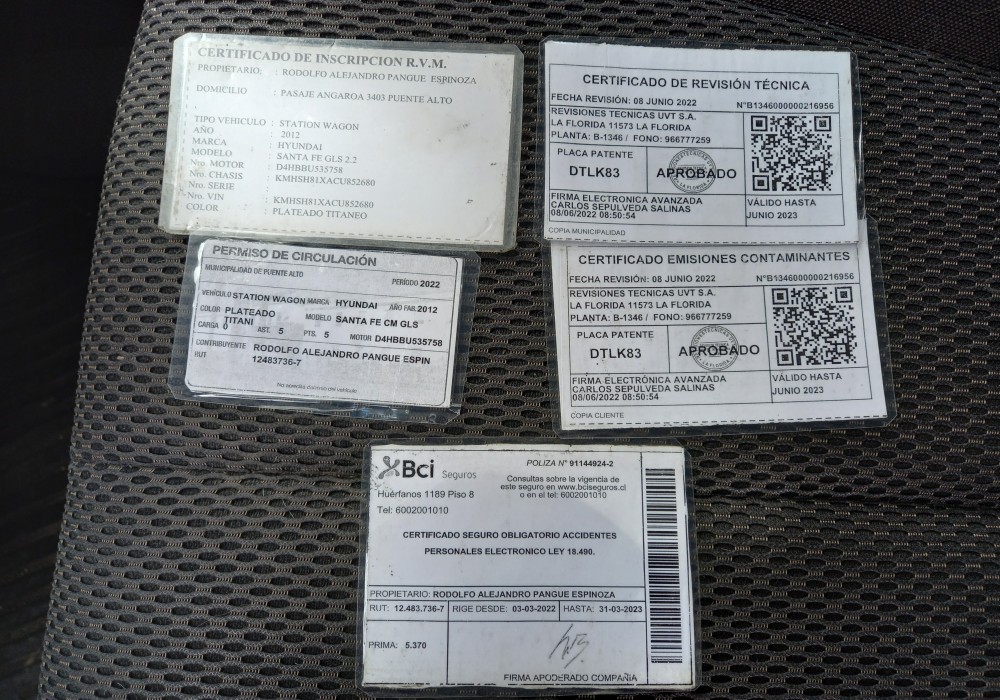 CERTIFICADO DE INSCRIPCION R.V.M.
PROPIETARIO: : RODOLFO ALEJANDRO PANGUE ESPINOZA
DOMICILIO : PASAJE ANGAROA 3403 PUENTE ALTO
TIPO VEHICULO : STATION WAGON
AÑO : 2012
MARCA : HYUNDAI
MODELO : SANTA FE GLS 2.2
Nro. MOTOR : D4HBBU535758
Nro. CHASIS : KMHSH81XACU852680
Nro. SERIE :
Nro. VIN : KMHSH81XACU852680
COLOR : PLATEADO TITANEO
PERMISO DE CIRCULACIÓN
MUNICIPALIDAD DE PUENTE ALTO
PERÍODO 2022
VEHÍCULO STATION WAGON MARCA HYUNDAI AÑO FAB. 2012
COLOR PLATEADO TITANI MODELO SANTA FE CM GLS
CARGA 0 AST. 5 PTS. 5 MOTOR D4HBBU535758
CONTRIBUYENTE RODOLFO ALEJANDRO PANGUE ESPIN
RUT 12483736-7
No acredita dominio del vehículo
CERTIFICADO DE REVISIÓN TÉCNICA
FECHA REVISIÓN: 08 JUNIO 2022 N°B1346000000216956
REVISIONES TECNICAS UVT S.A.
LA FLORIDA 11573 LA FLORIDA
PLANTA: B-1346 / FONO: 966777259
PLACA PATENTE
DTLK83
APROBADO
FIRMA ELECTRONICA AVANZADA
CARLOS SEPULVEDA SALINAS
08/06/2022 08:50:54
VÁLIDO HASTA
JUNIO 2023
COPIA MUNICIPALIDAD
CERTIFICADO EMISIONES CONTAMINANTES
FECHA REVISIÓN: 08 JUNIO 2022 N°B1346000000216956
REVISIONES TECNICAS UVT S.A.
LA FLORIDA 11573 LA FLORIDA
PLANTA: B-1346 / FONO: 966777259
PLACA PATENTE
DTLK83
APROBADO
FIRMA ELECTRÓNICA AVANZADA
CARLOS SEPULVEDA SALINAS
08/06/2022 08:50:54
VÁLIDO HASTA
JUNIO 2023
COPIA CLIENTE
Bci Seguros
Huérfanos 1189 Piso 8
Tel: 6002001010
POLIZA N° 91144924-2
Consultas sobre la vigencia de
este seguro en www.bciseguros.cl
o en el tel: 6002001010
CERTIFICADO SEGURO OBLIGATORIO ACCIDENTES
PERSONALES ELECTRONICO LEY 18.490.
PROPIETARIO: RODOLFO ALEJANDRO PANGUE ESPINOZA
RUT: 12.483.736-7 RIGE DESDE: 03-03-2022 HASTA: 31-03-2023
PRIMA: 5.370
FIRMA APODERADO COMPAÑIA